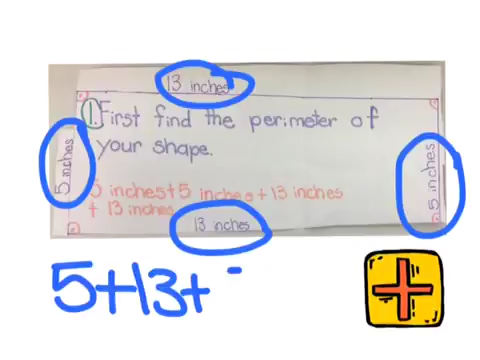 13 inches
1. First find the perimeter of
your shape.
5 inches
5 inches
5 inches+5 inches+13 inches
+ 13 inches
13 inches
5+13+